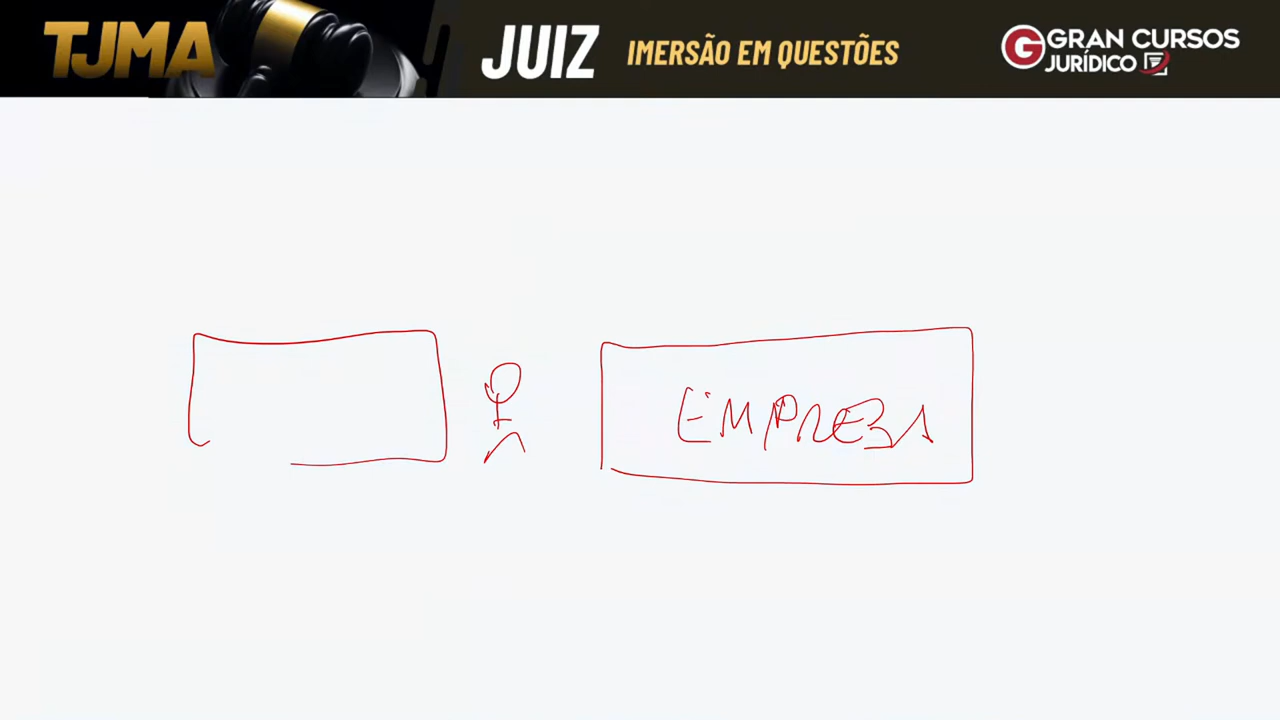 TJMA
JUIZ
IMERSÃO EM QUESTÕES
GRAN CURSOS
JURÍDICO
EMPRESA